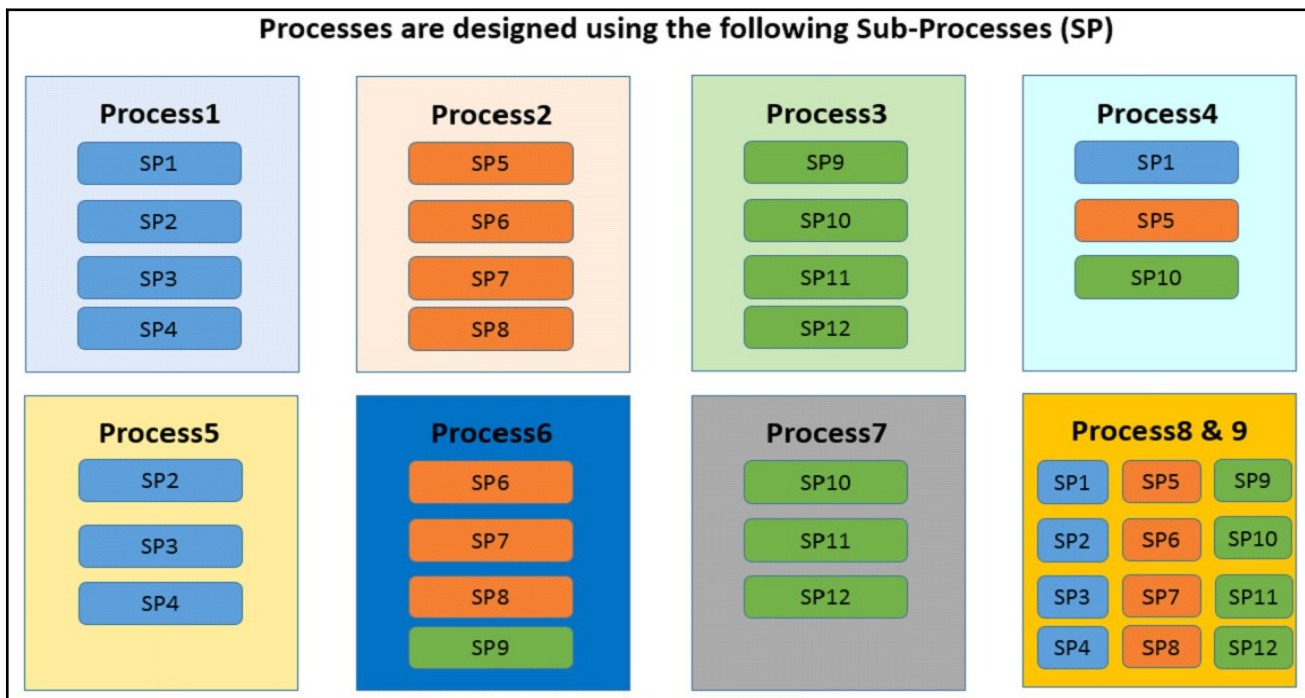 Processes are designed using the following Sub-Processes (SP)
Process1
SP1
SP2
SP3
SP4
Process2
SP5
SP6
SP7
SP8
Process3
SP9
SP10
SP11
SP12
Process4
SP1
SP5
SP10
Process5
SP2
SP3
SP4
Process6
SP6
SP7
SP8
SP9
Process7
SP10
SP11
SP12
Process8 & 9
SP1 SP5 SP9
SP2 SP6 SP10
SP3 SP7 SP11
SP4 SP8 SP12